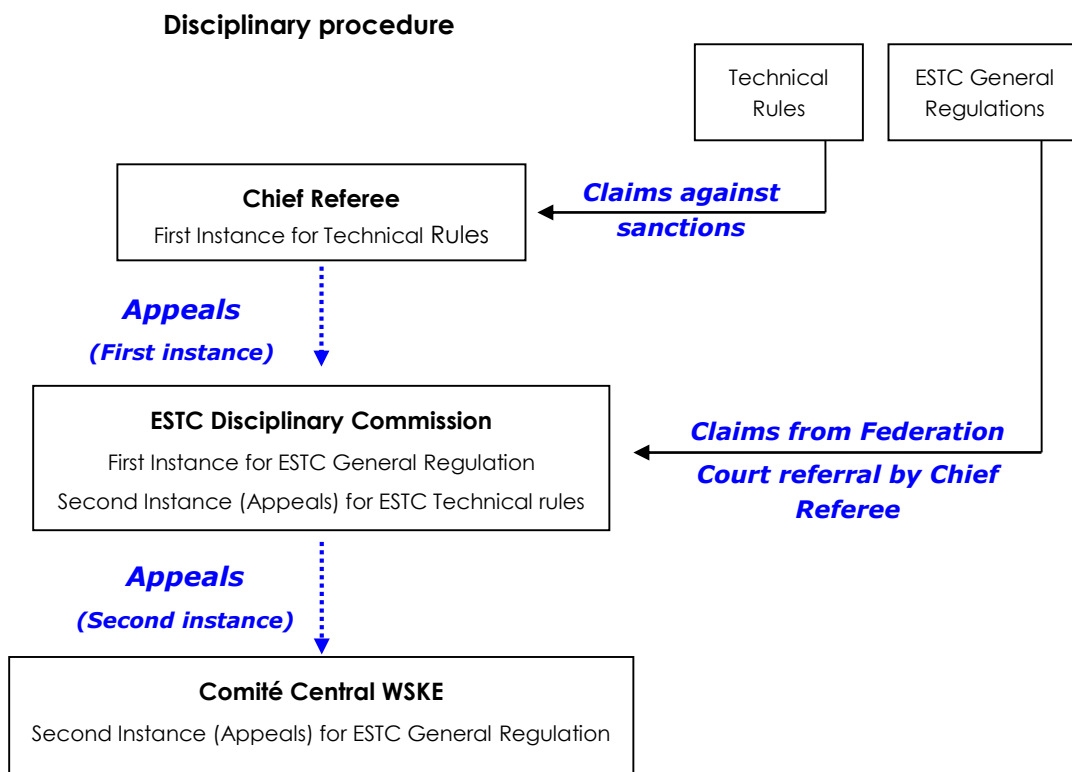 Disciplinary procedure
Technical
Rules
ESTC General
Regulations
Chief Referee
First Instance for Technical Rules
Claims against
sanctions
Appeals
(First instance)
ESTC Disciplinary Commission
First Instance for ESTC General Regulation
Second Instance (Appeals) for ESTC Technical rules
Claims from Federation
Court referral by Chief
Referee
Appeals
(Second instance)
Comité Central WSKE
Second Instance (Appeals) for ESTC General Regulation